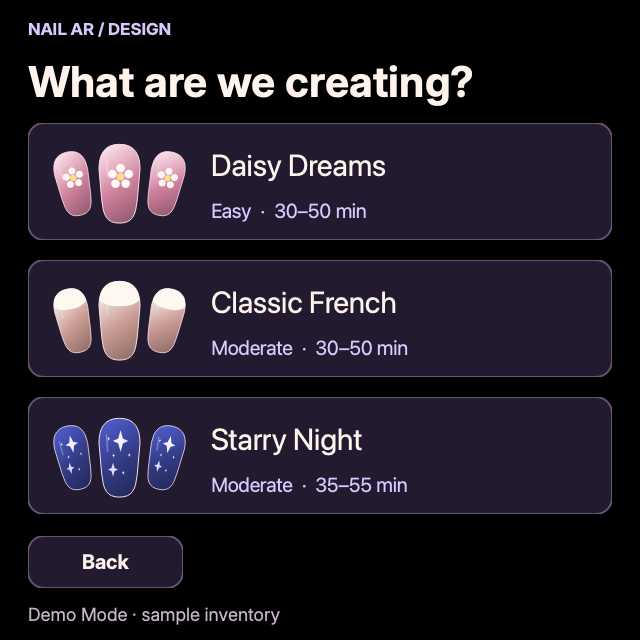 NAIL AR / DESIGN
What are we creating?
Daisy Dreams
Easy · 30–50 min
Classic French
Moderate · 30–50 min
Starry Night
Moderate · 35–55 min
Back
Demo Mode · sample inventory